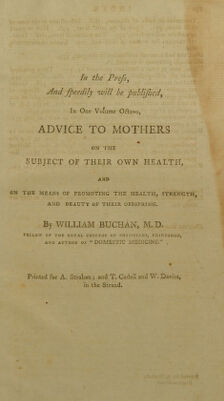 In the Preſs,
And ſpeedily will be publiſhed,
In One Volume Octavo,
ADVICE TO MOTHERS
ON THE
SUBJECT OF THEIR OWN HEALTH,
AND
ON THE MEANS OF PROMOTING THE HEALTH, STRENGTH,
AND BEAUTY OF THEIR OFFSPRING.
By WILLIAM BUCHAN, M.D.
FELLOW OF THE ROYAL COLLEGE OF PHYSICIANS, EDINBURGH,
AND AUTHOR OF "DOMESTIC MEDICINE."
Printed for A. Strahan; and T. Cadell and W. Davies,
in the Strand.